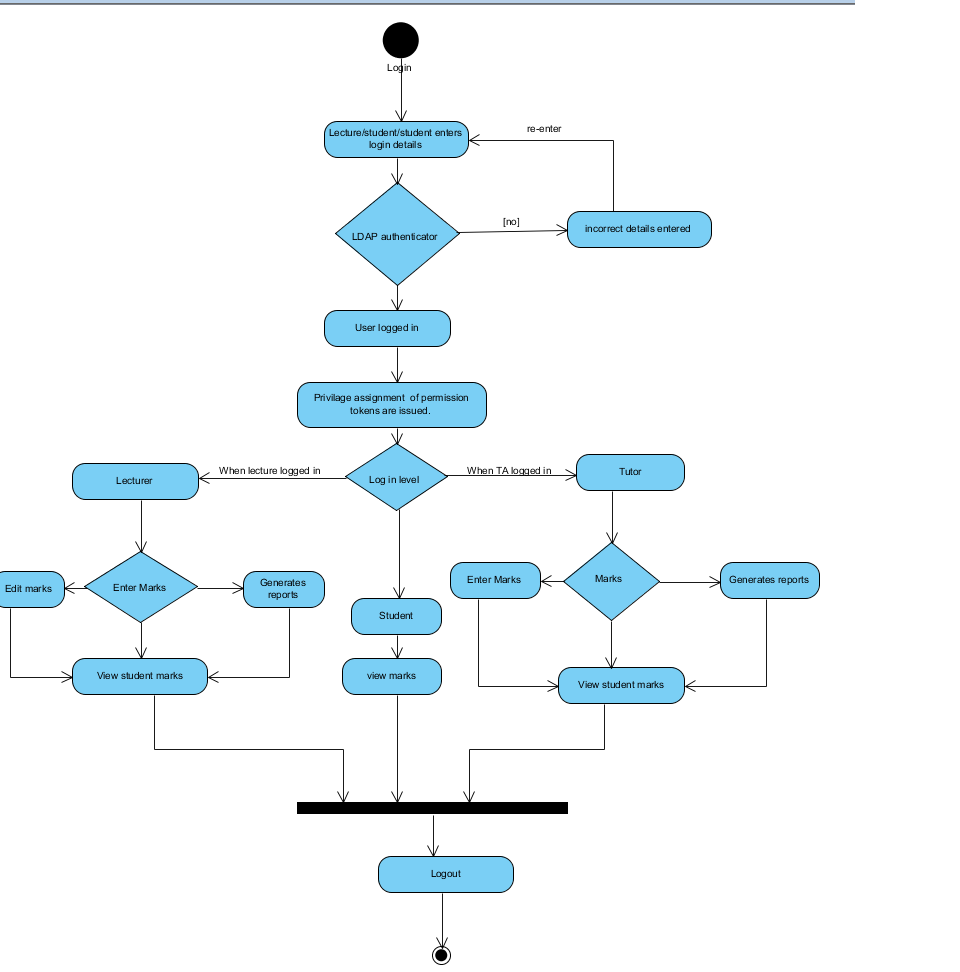 Login
Lecture/student/student enters
login details
re-enter
LDAP authenticator
[no]
incorrect details entered
User logged in
Privilage assignment of permission
tokens are issued.
Lecturer
When lecture logged in
Log in level
When TA logged in
Tutor
Edit marks
Enter Marks
Generates
reports
Student
Enter Marks
Marks
Generates reports
View student marks
view marks
View student marks
Logout